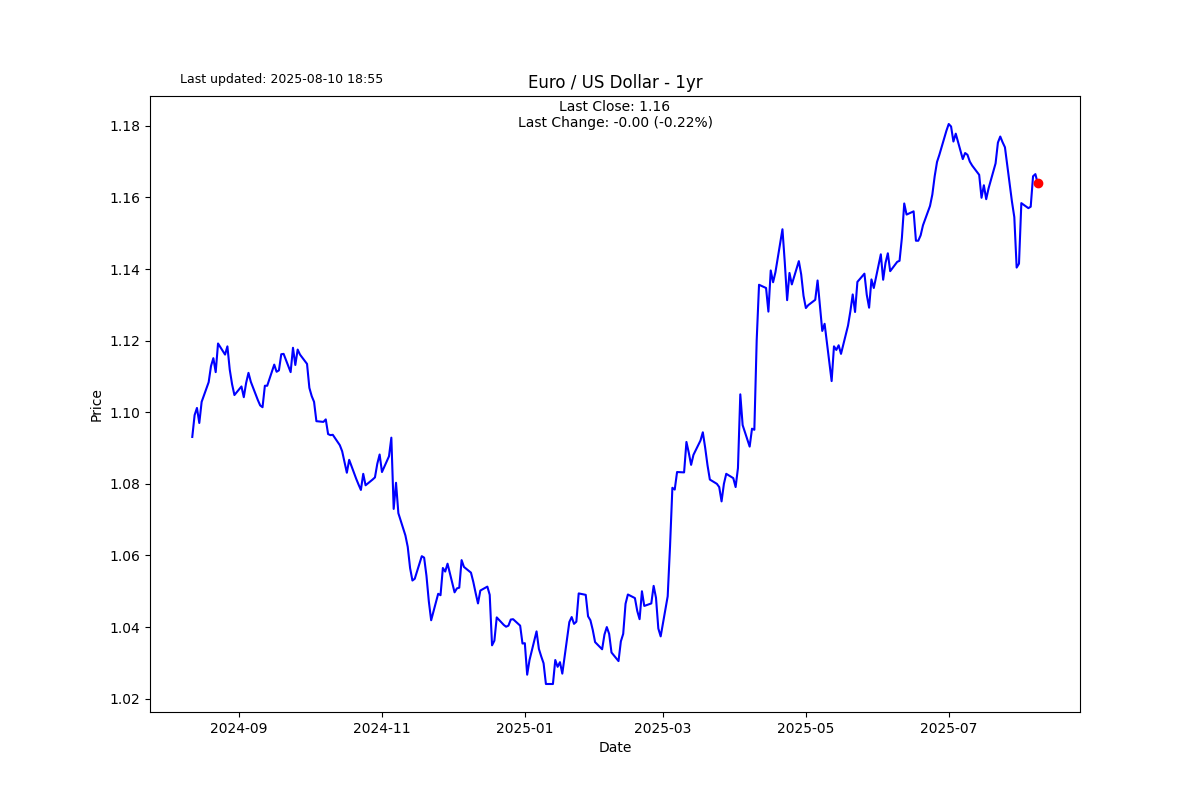 Last updated: 2025-08-10 18:55
Euro / US Dollar - 1yr
Last Close: 1.16
Last Change: -0.00 (-0.22%)
1.18
1.16
1.14
1.12
1.10
1.08
1.06
1.04
1.02
Price
2024-09
2024-11
2025-01
2025-03
2025-05
2025-07
Date